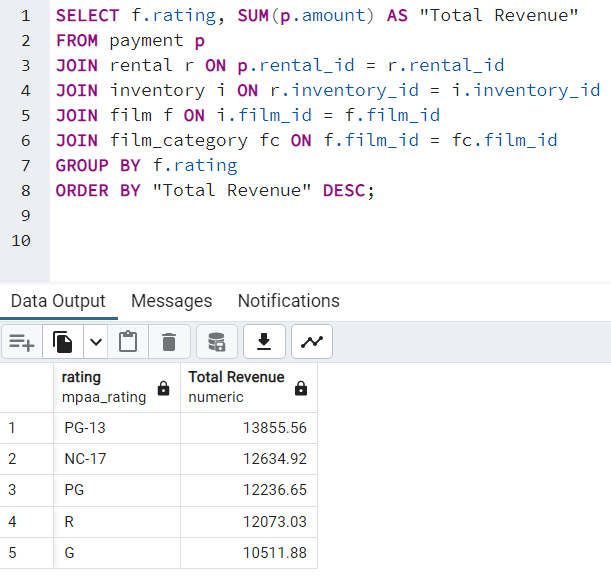 1 SELECT f.rating, SUM(p.amount) AS "Total Revenue"
2 FROM payment p
3 JOIN rental r ON p.rental_id = r.rental_id
4 JOIN inventory i ON r.inventory_id = i.inventory_id
5 JOIN film f ON i.film_id = f.film_id
6 JOIN film_category fc ON f.film_id = fc.film_id
7 GROUP BY f.rating
8 ORDER BY "Total Revenue" DESC;
9
10
Data Output Messages Notifications
rating Total Revenue
mpaa_rating numeric
1 PG-13 13855.56
2 NC-17 12634.92
3 PG 12236.65
4 R 12073.03
5 G 10511.88